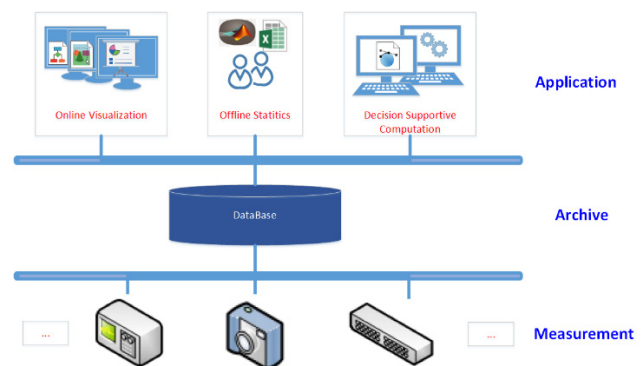 Online Visualization
Offline Statitics
Decision Supportive
Computation
Application
DataBase
Archive
...
...
Measurement